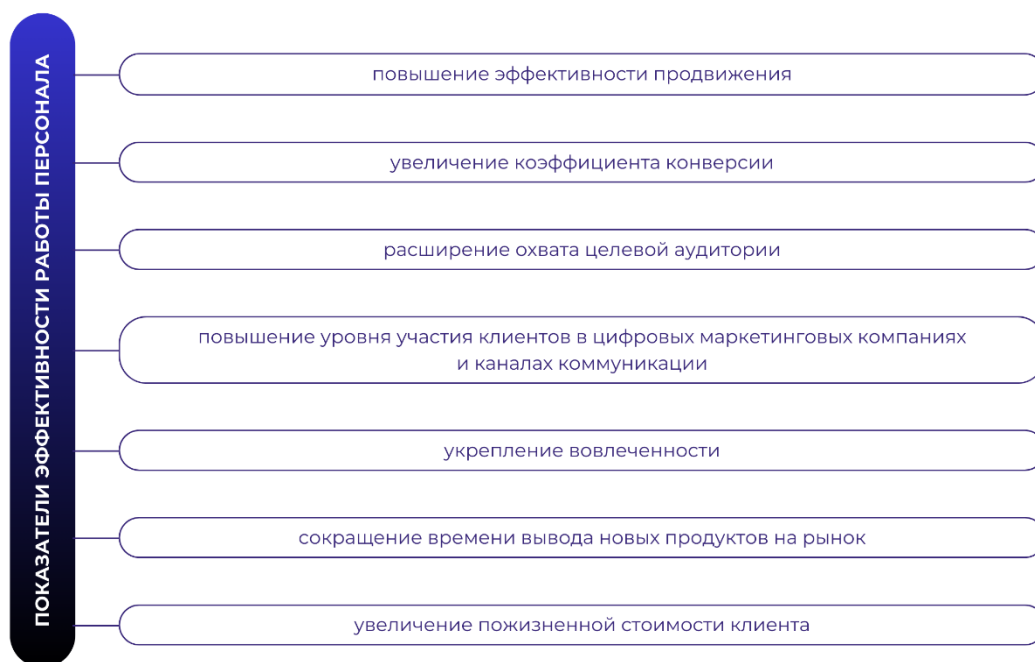 ПОКАЗАТЕЛИ ЭФФЕКТИВНОСТИ РАБОТЫ ПЕРСОНАЛА
повышение эффективности продвижения
увеличение коэффициента конверсии
расширение охвата целевой аудитории
повышение уровня участия клиентов в цифровых маркетинговых компаниях
и каналах коммуникации
укрепление вовлеченности
сокращение времени вывода новых продуктов на рынок
увеличение пожизненной стоимости клиента